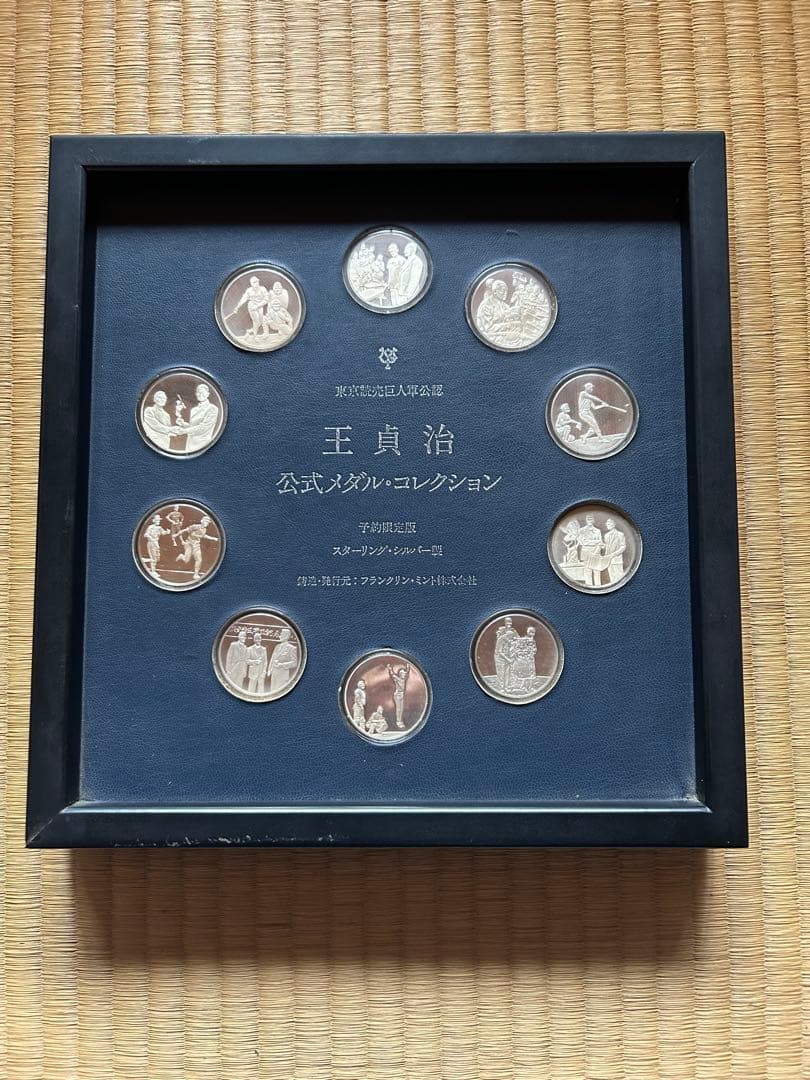 東京読売巨人軍公認
王貞治
公式メダル・コレクション
予約限定版
スターリング・シルバー製
鋳造・発行元：フランクリン・ミント株式会社